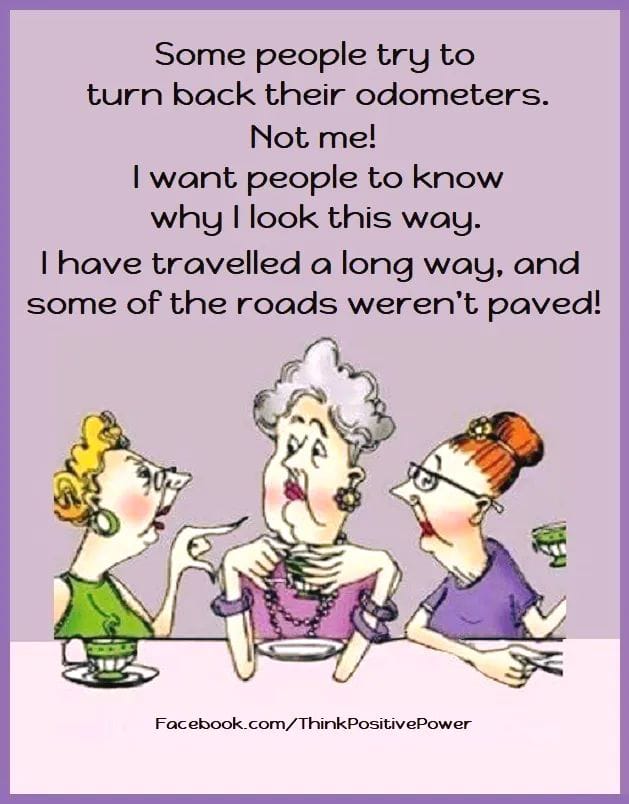 Some people try to
turn back their odometers.
Not me!
I want people to know
why I look this way.
I have travelled a long way, and
some of the roads weren't paved!
Facebook.com/ThinkPositivePower